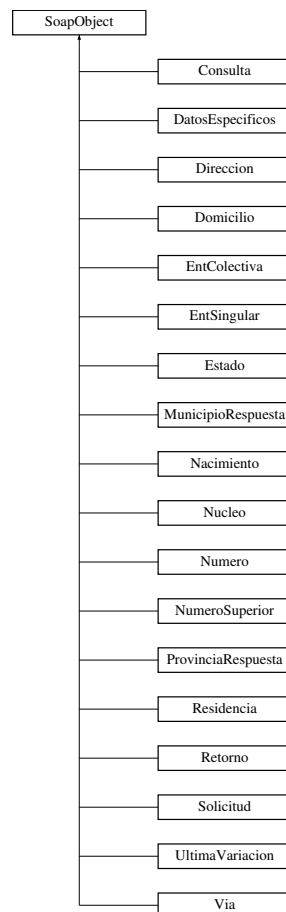 SoapObject
Consulta
DatosEspecificos
Direccion
Domicilio
EntColectiva
EntSingular
Estado
MunicipioRespuesta
Nacimiento
Nucleo
Numero
NumeroSuperior
ProvinciaRespuesta
Residencia
Retorno
Solicitud
UltimaVariacion
Via